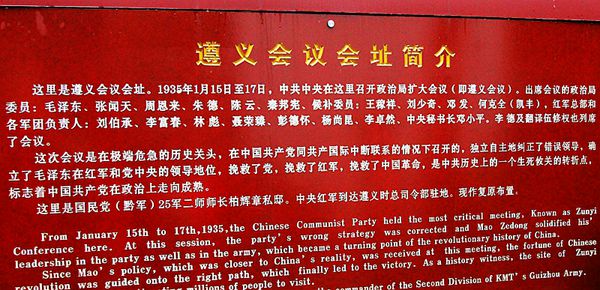 遵义会议会址简介
这里是遵义会议会址。1935年1月15日至17日,中共中央在这里召开政治局扩大会议(即遵义会议)。出席会议的政治局
委员:毛泽东、张闻天、周恩来、朱德、陈云、秦邦宪、候补委员:王稼祥、刘少奇、邓发、何克全(凯丰),红军总部和
各军团负责人:刘伯承、李富春、林彪、聂荣臻、彭德怀、杨尚昆、李卓然、中央秘书长邓小平。李德及翻译伍修权也列席
了会议。
这次会议是在极端危急的历史关头,在中国共产党同共产国际中断联系的情况下召开的,独立自主地纠正了错误领导,确
立了毛泽东在红军和党中央的领导地位,挽救了党,挽救了红军,挽救了中国革命,是中共历史上的一个生死攸关的转折点,
标志着中国共产党在政治上走向成熟。
这里是国民党(黔军)25军二师师长柏辉章私邸。中央红军到达遵义时总司令部驻地。现作复原布置。
From January 15th to 17th,1935,the Chinese Communist Party held the most critical meeting, Known as Zunyi
Conference here. At this session, the party's wrong strategy was corrected and Mao Zedong solidified his'
leadership in the party as well as in the army, which became a turning point of the revolutionary history of China.
Since Mao's policy, which was closer to China's reality, was received at this meeting, the fortune of Chinese
revolution was guided onto the right path, which finally led to the victory. As a history witness, the site of Zunyi
millions of people to visit.
commander of the Second Division of KMT's Guizhou Army.